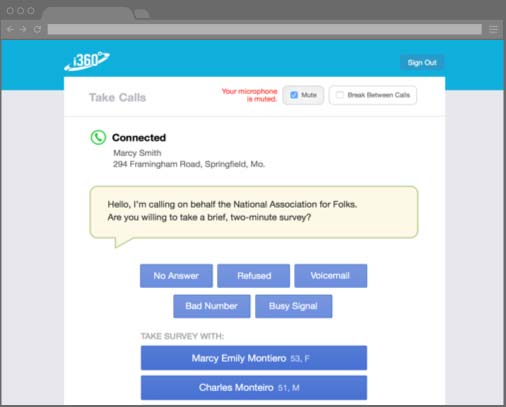 i360°
Sign Out
Take Calls
Your microphone
is muted.
Mute
Break Between Calls
Connected
Marcy Smith
294 Framingham Road, Springfield, Mo.
Hello, I'm calling on behalf the National Association for Folks.
Are you willing to take a brief, two-minute survey?
No Answer
Refused
Voicemail
Bad Number
Busy Signal
TAKE SURVEY WITH:
Marcy Emily Montiero 53, F
Charles Monteiro 51, M